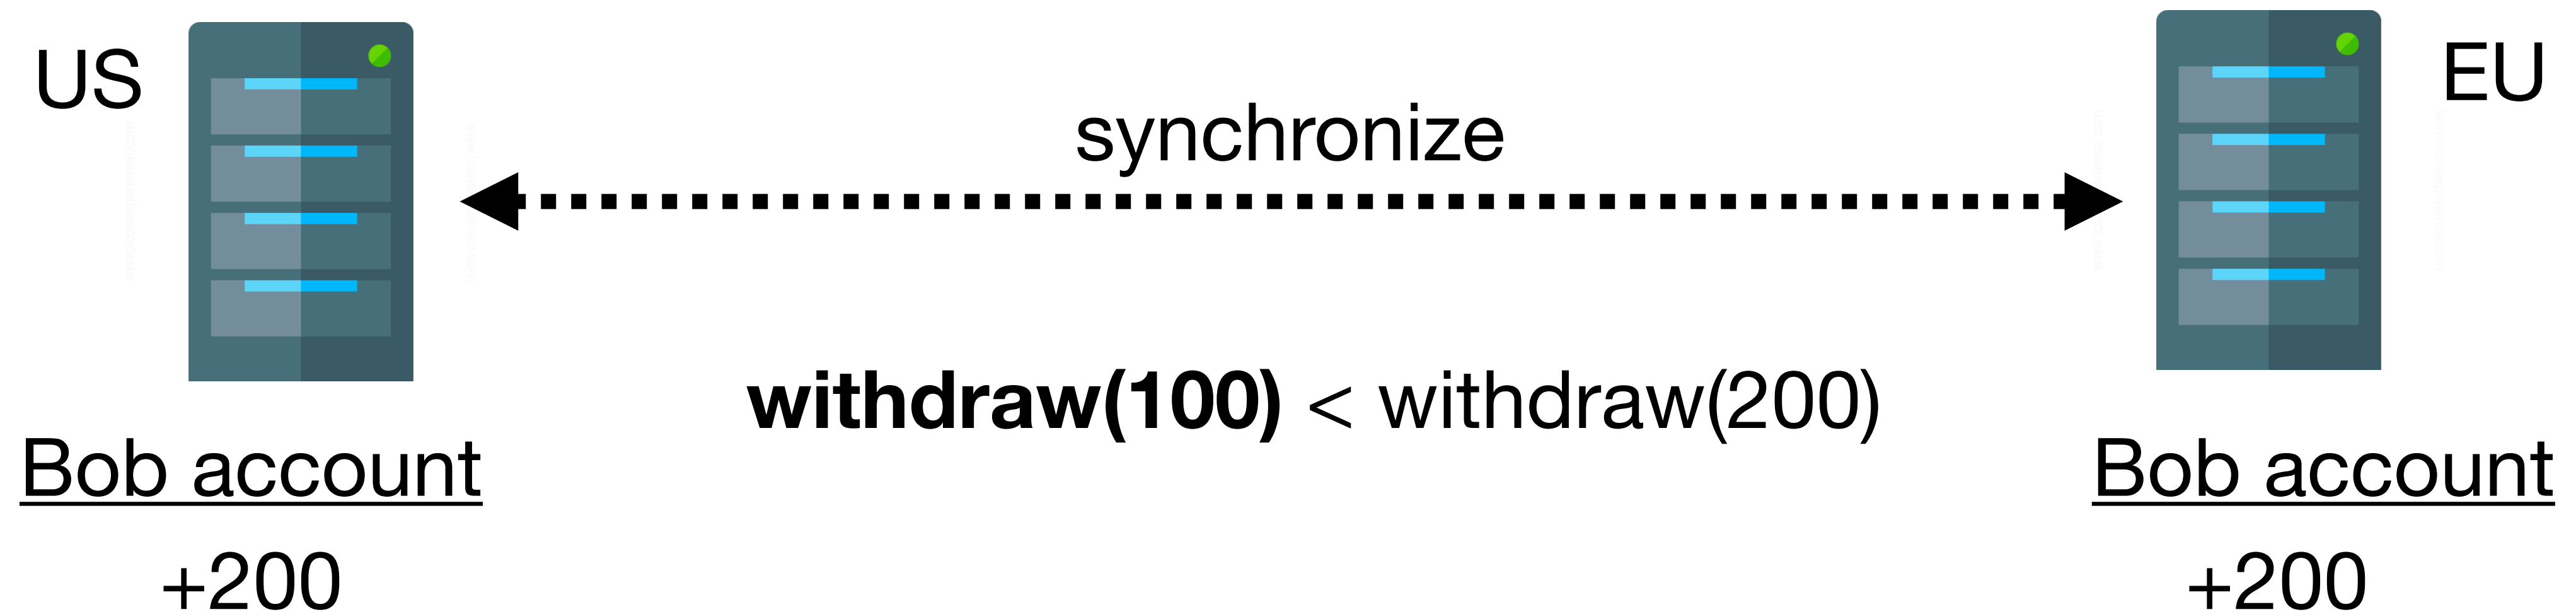 US
EU
synchronize
withdraw(100) < withdraw(200)
Bob account
+200
Bob account
+200